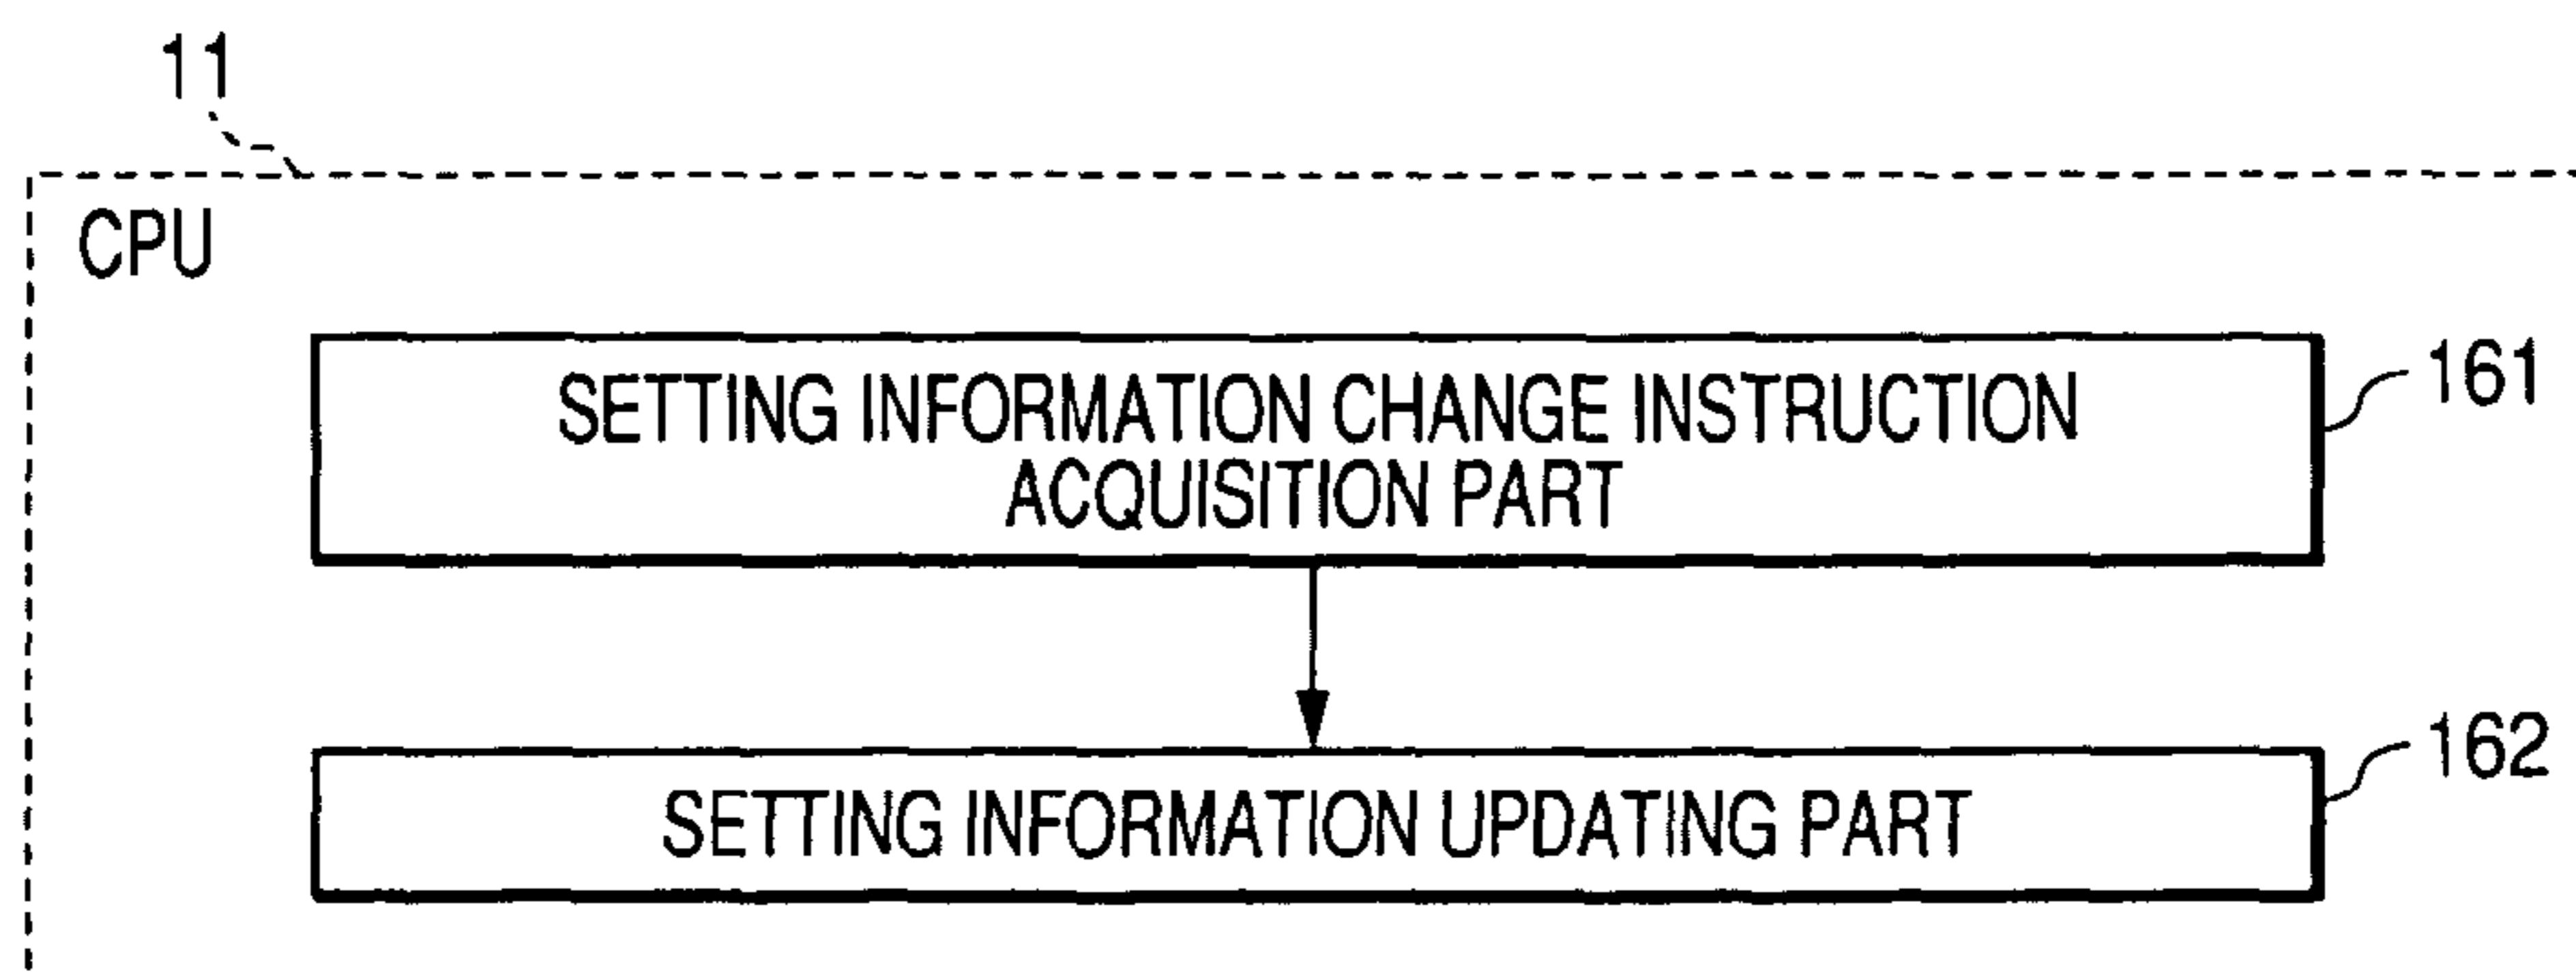 11
CPU
SETTING INFORMATION CHANGE INSTRUCTION
ACQUISITION PART
161
SETTING INFORMATION UPDATING PART
162